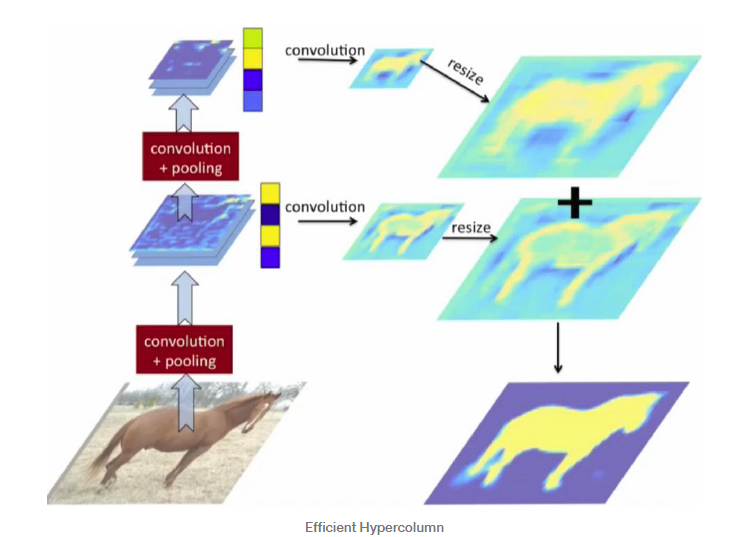 convolution
resize
convolution
+ pooling
convolution
resize
convolution
+ pooling
Efficient Hypercolumn